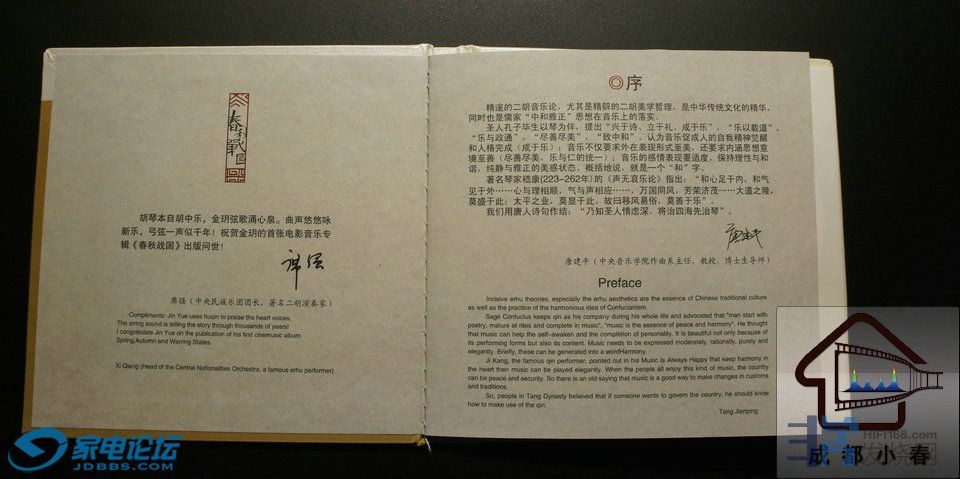 春秋战国
胡琴本自胡中乐，金玥弦歌涌心泉。曲声悠悠咏
新乐，弓弦一声似千年！祝贺金玥的首张电影音乐专
辑《春秋战国》出版问世！
席强
席强（中央民族乐团团长、著名二胡演奏家）
Compliments: Jin Yue uses huqin to praise the heart voices.
The string sound is telling the story through thousands of years!
I congratulate Jin Yue on the publication of his first cinemusic album
Spring,Autumn and Warring States.
Xi Qiang (Head of the Central Nationalities Orchestra, a famous erhu performer)
◎序
精邃的二胡音乐论，尤其是精辟的二胡美学哲理，是中华传统文化的精华，
同时也是儒家“中和雅正”思想在音乐上的落实。
圣人孔子毕生以琴为伴，提出“兴于诗、立于礼、成于乐”，“乐以载道”，
“乐与政通”，“尽善尽美”，“致中和”，认为音乐促成人的自我精神觉醒
和人格完成（成于乐）；音乐不仅要求外在表现形式至美，还要求内涵思想意
境至善（尽善尽美，乐与仁的统一）；音乐的感情表现要适度，保持理性与和
谐，纯静与雅正的美感状态。概括地说，就是一个“和”字。
著名琴家嵇康(223-262年)的《声无哀乐论》指出：“和心足于内，和气
见于外……心与理相顺，气与声相应……，万国同风，芳荣济茂……大道之隆，
莫盛于此；太平之业，莫显于此，故曰移风易俗，莫善于乐”。
我们用唐人诗句作结：“乃知圣人情虑深，将治四海先治琴”。
唐建平
唐建平（中央音乐学院作曲系主任、教授、博士生导师）
Preface
Incisive erhu theories, especially the erhu aesthetics are the essence of Chinese traditional culture
as well as the practice of the harmonious idea of Confucianism.
Sage Confucius keeps qin as his company during his whole life and advocated that "man start with
poetry, mature at rites and complete in music", "music is the essence of peace and harmony". He thought
that music can help the self-weaken and the completion of personality. It is beautiful not only because of
its performing forms but also its content. Music needs to be expressed moderately, rationally, purely and
elegantly. Briefly, these can be generated into a wordHarmony.
Ji Kang, the famous qin performer, pointed out in his Music is Always Happy that keep harmony in
the heart then music can be played elegantly. When the people all enjoy this kind of music, the country
can be peace and security. So there is an old saying that music is a good way to make changes in customs
and traditions.
So, people in Tang Dynasty believed that if someone wants to govern the country, he should know
how to make use of the qin.
Tang Jianping
家电论坛
JDBBS.COM
HIFI168.com
发烧网
成都小春